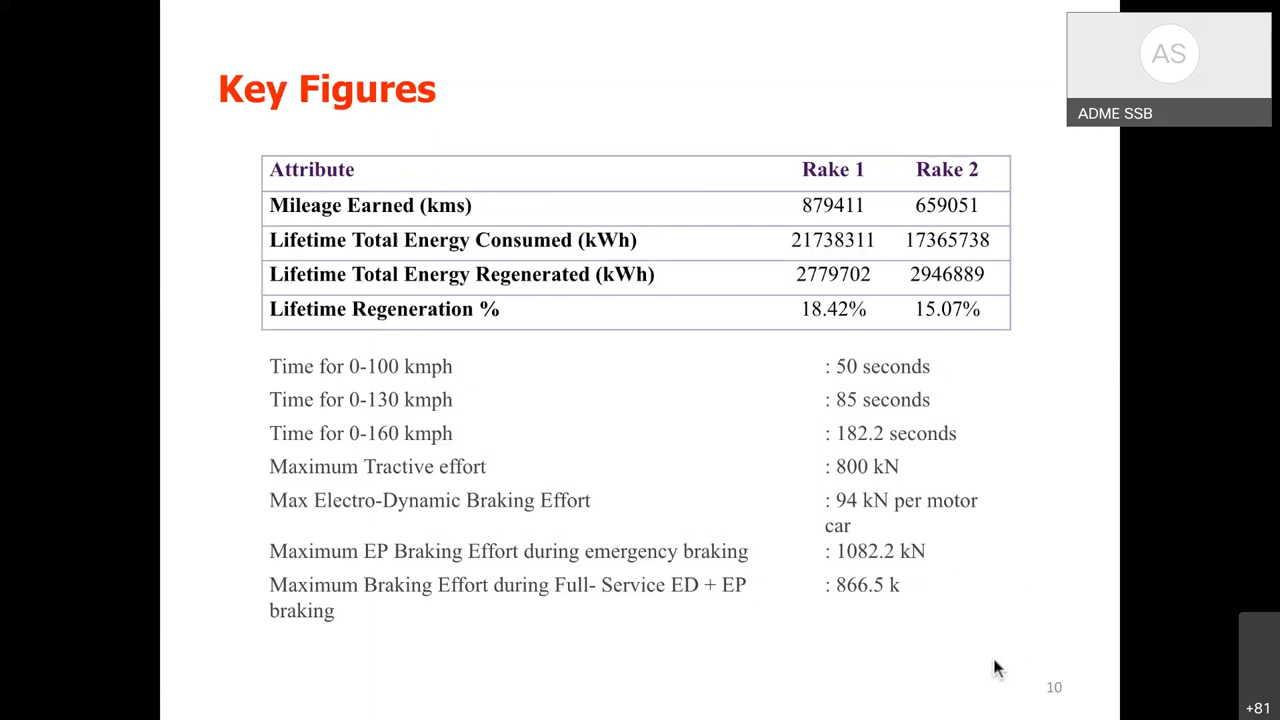 AS
ADME SSB
Key Figures
Attribute Rake 1 Rake 2
Mileage Earned (kms) 879411 659051
Lifetime Total Energy Consumed (kWh) 21738311 17365738
Lifetime Total Energy Regenerated (kWh) 2779702 2946889
Lifetime Regeneration % 18.42% 15.07%
Time for 0-100 kmph : 50 seconds
Time for 0-130 kmph : 85 seconds
Time for 0-160 kmph : 182.2 seconds
Maximum Tractive effort : 800 kN
Max Electro-Dynamic Braking Effort : 94 kN per motor
car
Maximum EP Braking Effort during emergency braking : 1082.2 kN
Maximum Braking Effort during Full- Service ED + EP : 866.5 k
braking
10
+81